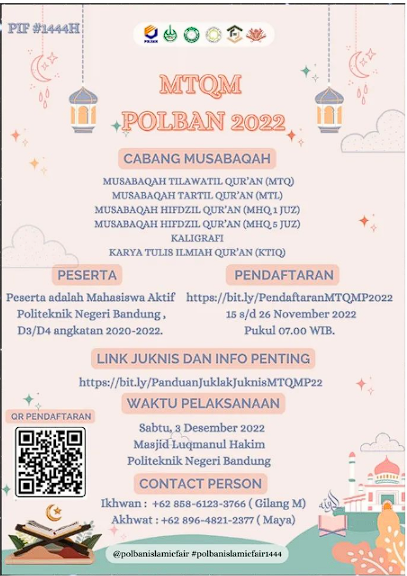 PIF #1444H
POLBAN
MTQM
POLBAN 2022
CABANG MUSABAQAH
MUSABAQAH TILAWATIL QUR'AN (MTQ)
MUSABAQAH TARTIL QUR'AN (MTL)
MUSABAQAH HIFDZIL QUR'AN (MHQ 1 JUZ)
MUSABAQAH HIFDZIL QUR'AN (MHQ 5 JUZ)
KALIGRAFI
KARYA TULIS ILMIAH QUR'AN (KTIQ)
PESERTA
Peserta adalah Mahasiswa Aktif
Politeknik Negeri Bandung ,
D3/D4 angkatan 2020-2022.
PENDAFTARAN
https://bit.ly/PendaftaranMTQMP2022
15 s/d 26 November 2022
Pukul 07.00 WIB.
LINK JUKNIS DAN INFO PENTING
https://bit.ly/PanduanJuklakJuknisMTQMP22
WAKTU PELAKSANAAN
Sabtu, 3 Desember 2022
Masjid Luqmanul Hakim
Politeknik Negeri Bandung
QR PENDAFTARAN
CONTACT PERSON
Ikhwan : +62 858-6123-3766 ( Gilang M)
Akhwat : +62 896-4821-2377 ( Maya)
@polbanislamicfair #polbanislamicfair1444